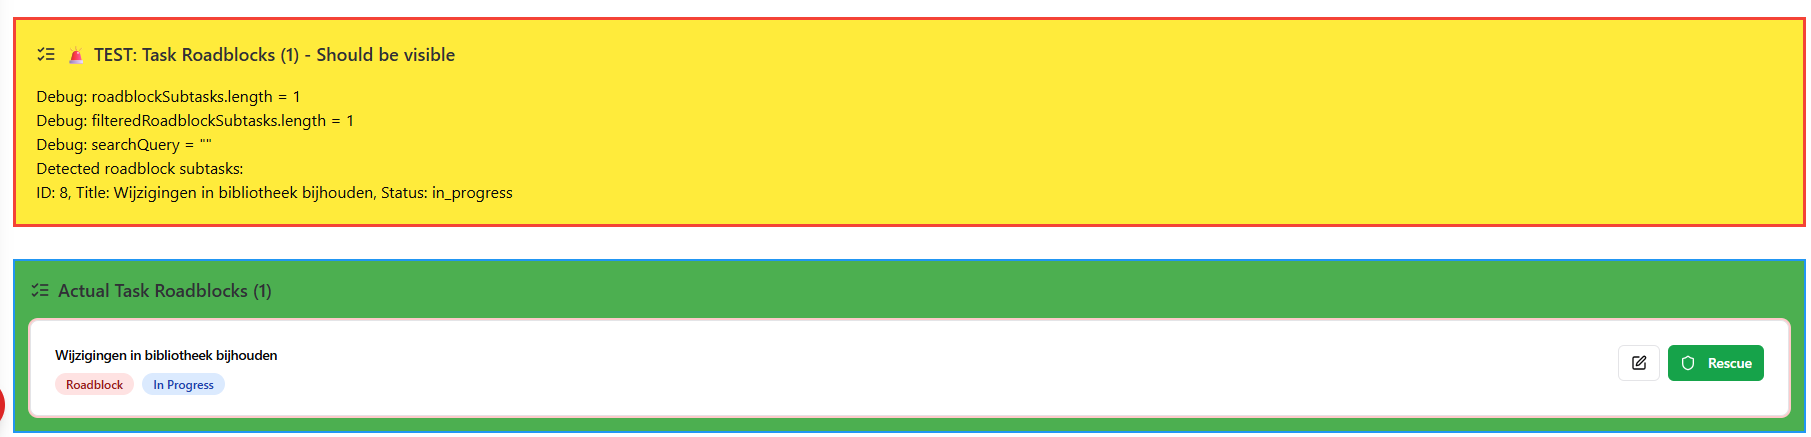 🚨 TEST: Task Roadblocks (1) - Should be visible
Debug: roadblockSubtasks.length = 1
Debug: filteredRoadblockSubtasks.length = 1
Debug: searchQuery = ""
Detected roadblock subtasks:
ID: 8, Title: Wijzigingen in bibliotheek bijhouden, Status: in_progress
Actual Task Roadblocks (1)
Wijzigingen in bibliotheek bijhouden
Roadblock In Progress
Rescue